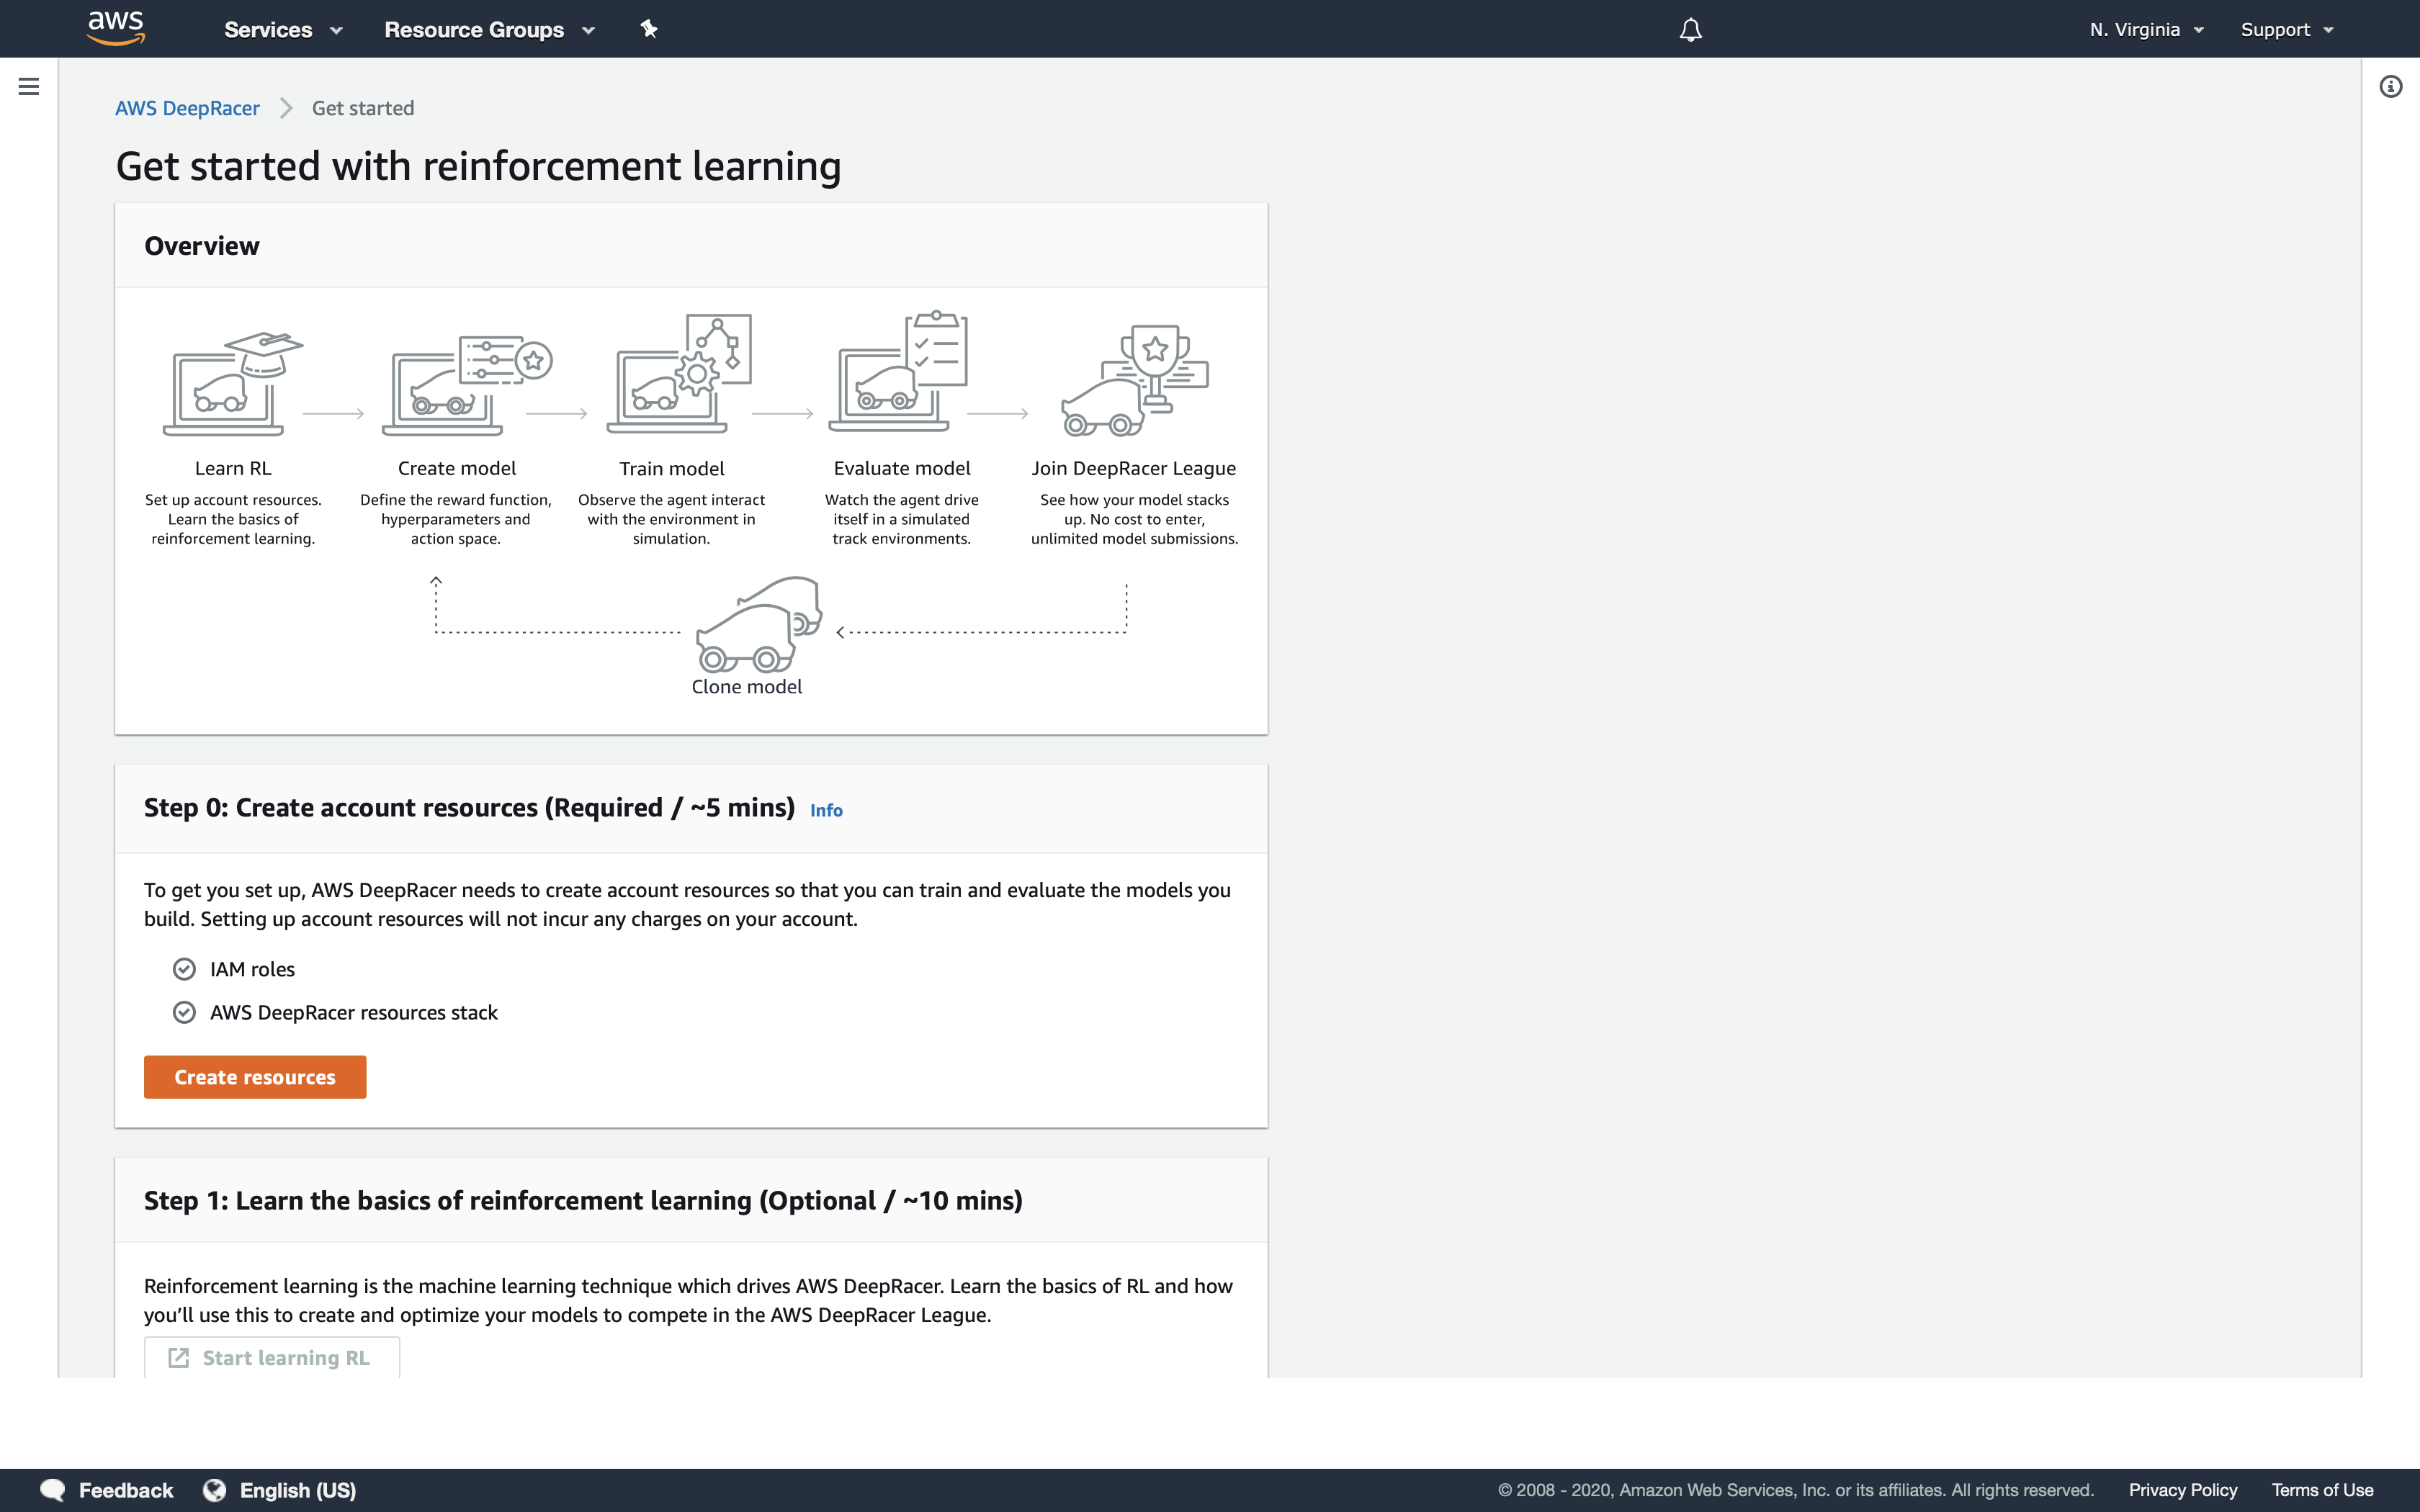 aws
Services
Resource Groups
N. Virginia
Support
AWS DeepRacer
Get started
Get started with reinforcement learning
Overview
Learn RL
Set up account resources.
Learn the basics of
reinforcement learning.
Create model
Define the reward function,
hyperparameters and
action space.
Train model
Observe the agent interact
with the environment in
simulation.
Evaluate model
Watch the agent drive
itself in a simulated
track environments.
Join DeepRacer League
See how your model stacks
up. No cost to enter,
unlimited model submissions.
Clone model
Step 0: Create account resources (Required / ~5 mins) Info
To get you set up, AWS DeepRacer needs to create account resources so that you can train and evaluate the models you
build. Setting up account resources will not incur any charges on your account.
IAM roles
AWS DeepRacer resources stack
Create resources
Step 1: Learn the basics of reinforcement learning (Optional / ~10 mins)
Reinforcement learning is the machine learning technique which drives AWS DeepRacer. Learn the basics of RL and how
you’ll use this to create and optimize your models to compete in the AWS DeepRacer League.
Start learning RL
Feedback
English (US)
© 2008 - 2020, Amazon Web Services, Inc. or its affiliates. All rights reserved.
Privacy Policy
Terms of Use